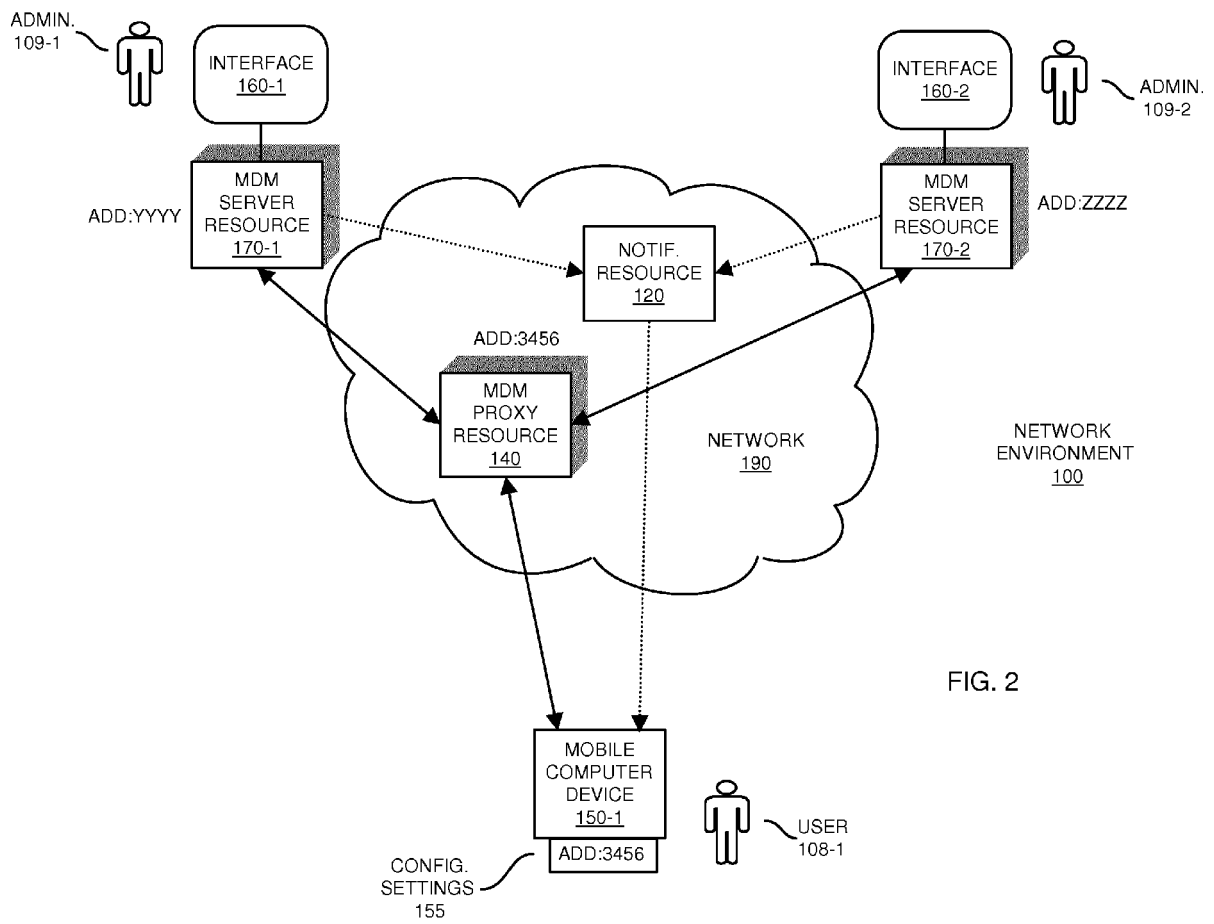 ADMIN.
109-1
INTERFACE
160-1
INTERFACE
160-2
ADMIN.
109-2
MDM
SERVER
RESOURCE
170-1
ADD:YYYY
NOTIF.
RESOURCE
120
MDM
SERVER
RESOURCE
170-2
ADD:ZZZZ
ADD:3456
MDM
PROXY
RESOURCE
140
NETWORK
190
NETWORK
ENVIRONMENT
100
FIG. 2
MOBILE
COMPUTER
DEVICE
150-1
ADD:3456
USER
108-1
CONFIG.
SETTINGS
155